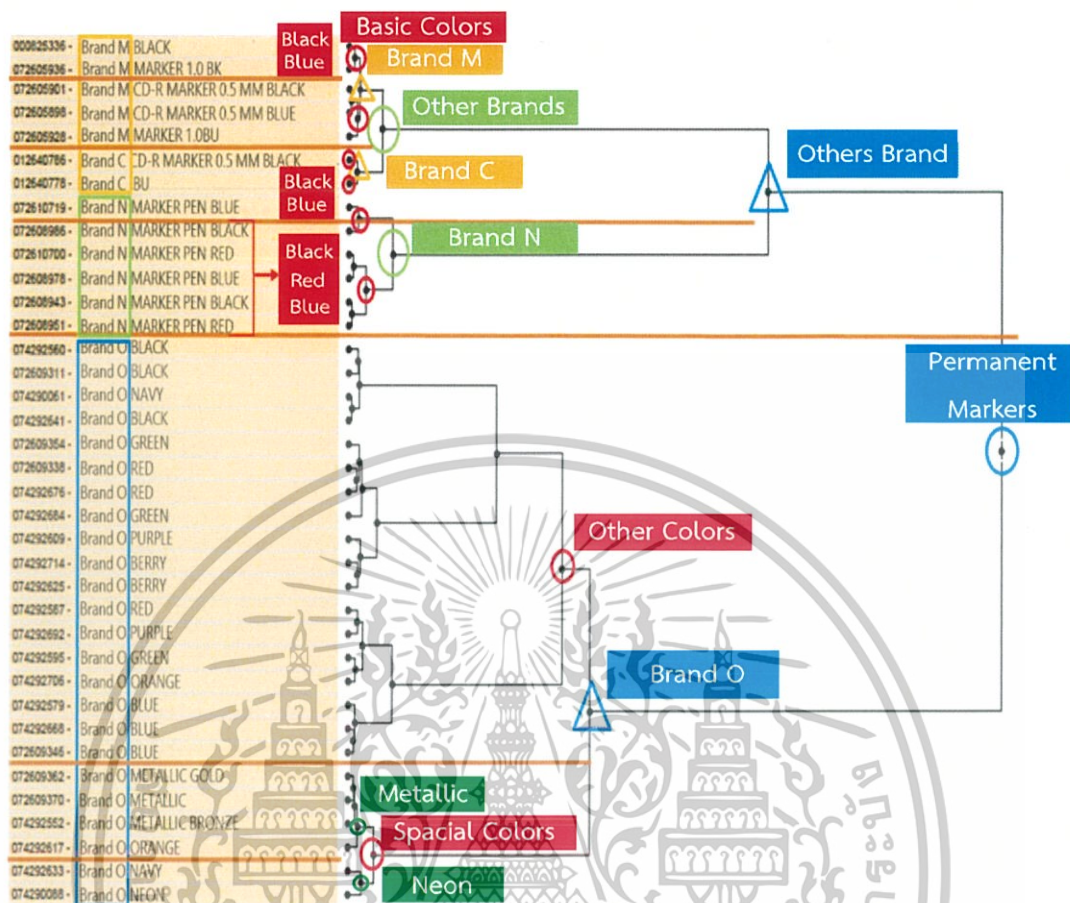 Basic Colors
Black
Blue
Brand M
000825336 - Brand M BLACK
072605936 - Brand M MARKER 1.0 BK
072605901 - Brand M CD-R MARKER 0.5 MM BLACK
072605898 - Brand M CD-R MARKER 0.5 MM BLUE
072605928 - Brand M MARKER 1.0BU
Other Brands
012640786 - Brand C CD-R MARKER 0.5 MM BLACK
012640778 - Brand C BU
Brand C
Others Brand
Black
Blue
072610719 - Brand N MARKER PEN BLUE
072608986 - Brand N MARKER PEN BLACK
072610700 - Brand N MARKER PEN RED
072608978 - Brand N MARKER PEN BLUE
072608943 - Brand N MARKER PEN BLACK
072608951 - Brand N MARKER PEN RED
Brand N
Black
Red
Blue
Permanent
Markers
074292560 - Brand O BLACK
072609311 - Brand O BLACK
074290061 - Brand O NAVY
074292641 - Brand O BLACK
072609354 - Brand O GREEN
072609338 - Brand O RED
074292676 - Brand O RED
074292684 - Brand O GREEN
074292609 - Brand O PURPLE
074292714 - Brand O BERRY
074292625 - Brand O BERRY
074292587 - Brand O RED
074292692 - Brand O PURPLE
074292595 - Brand O GREEN
074292706 - Brand O ORANGE
074292579 - Brand O BLUE
074292668 - Brand O BLUE
072609346 - Brand O BLUE
Other Colors
Brand O
072609362 - Brand O METALLIC GOLD
072609370 - Brand O METALLIC
074292552 - Brand O METALLIC BRONZE
074292617 - Brand O ORANGE
074292633 - Brand O NAVY
074290088 - Brand O NEON
Metallic
Spacial Colors
Neon